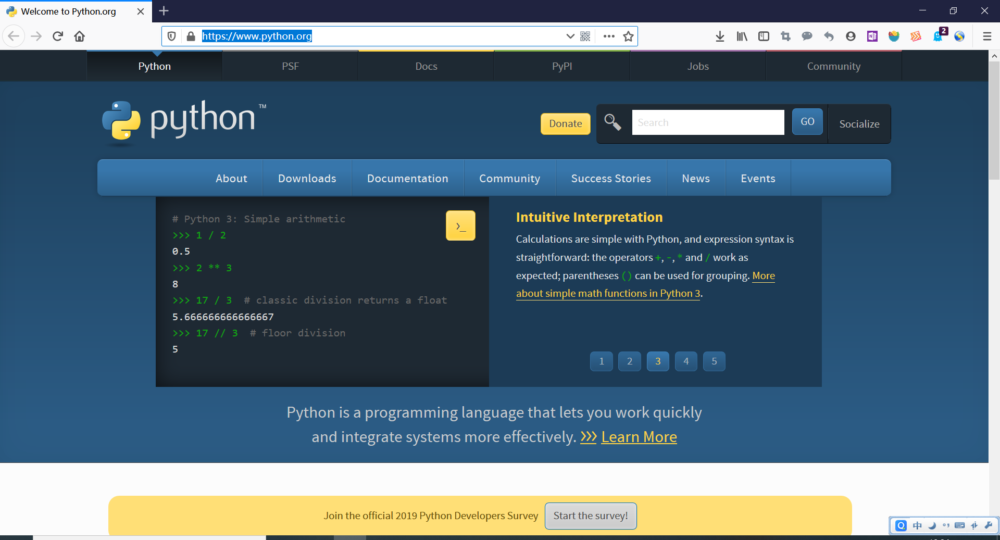 Welcome to Python.org
https://www.python.org
2
Python PSF Docs PyPI Jobs Community
python™
Donate
Search
GO
Socialize
About Downloads Documentation Community Success Stories News Events
# Python 3: Simple arithmetic
>>> 1 / 2
0.5
>>> 2 ** 3
8
>>> 17 / 3  # classic division returns a float
5.666666666666667
>>> 17 // 3  # floor division
5
>_
Intuitive Interpretation
Calculations are simple with Python, and expression syntax is
straightforward: the operators +, -, * and / work as
expected; parentheses () can be used for grouping. More
about simple math functions in Python 3.
1 2 3 4 5
Python is a programming language that lets you work quickly
and integrate systems more effectively. >>> Learn More
Join the official 2019 Python Developers Survey Start the survey!
中